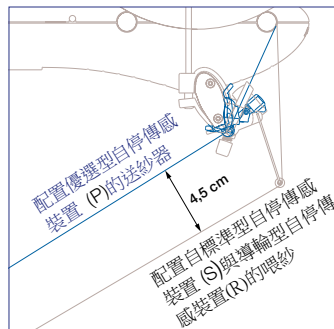 配置優選型自停傳感
裝置 (P)的送紗器
4,5 cm
配置自標準型自停傳感
裝置 (S)與導輪型自停傳
感裝置(R)的喂紗